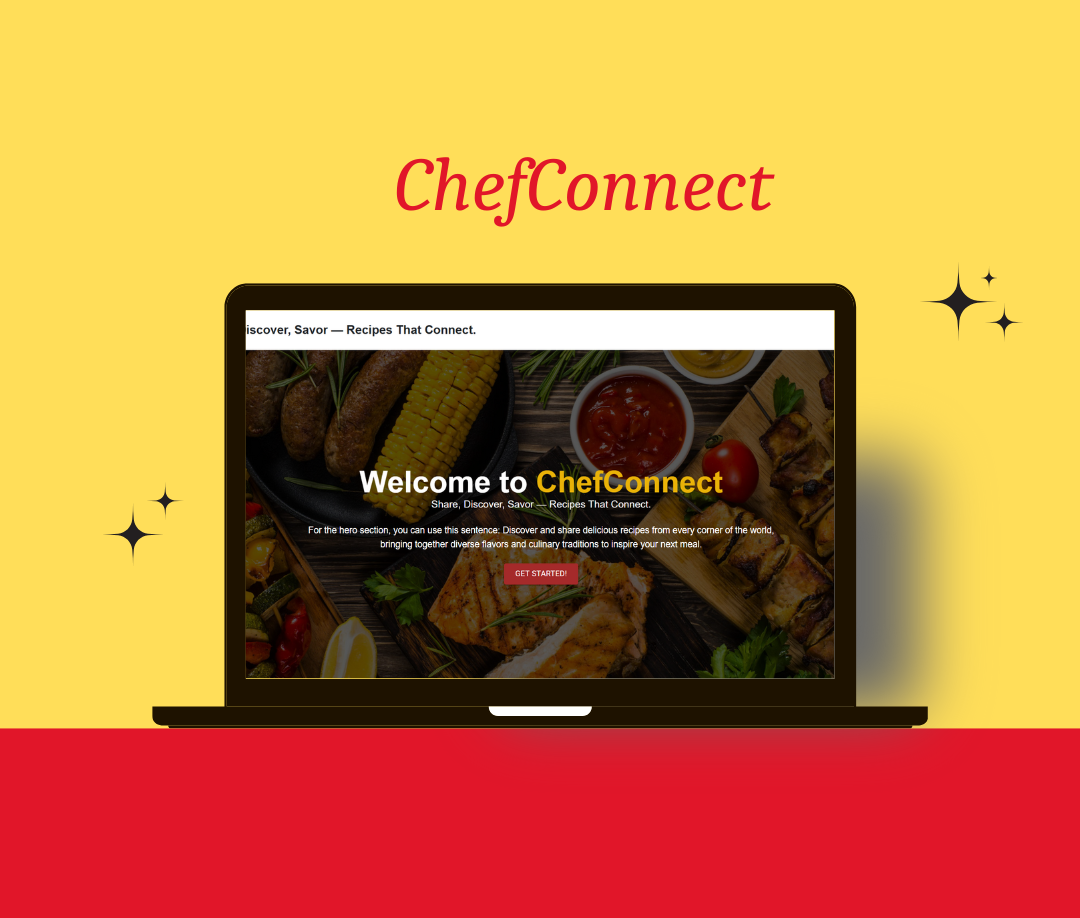 ChefConnect
iscover, Savor — Recipes That Connect.
Welcome to ChefConnect
Share, Discover, Savor — Recipes That Connect.
For the hero section, you can use this sentence: Discover and share delicious recipes from every corner of the world,
bringing together diverse flavors and culinary traditions to inspire your next meal.
GET STARTED!